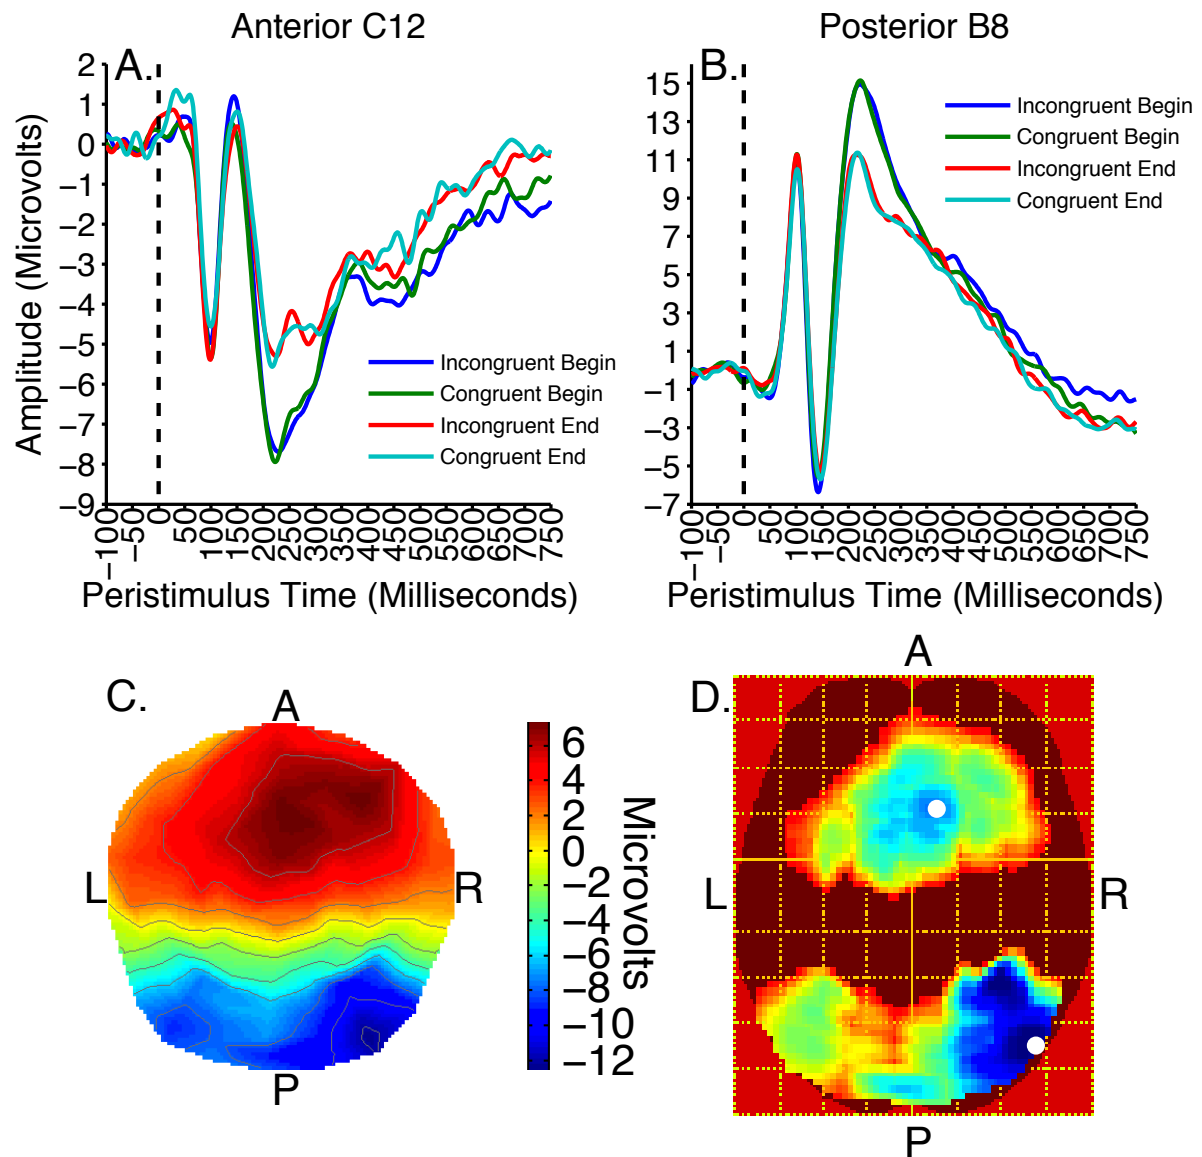 Anterior C12
Posterior B8
A.
2
1
0
−1
−2
−3
−4
−5
−6
−7
−8
−9
Amplitude (Microvolts)
Incongruent Begin
Congruent Begin
Incongruent End
Congruent End
−100
−50
0
50
100
150
200
250
300
350
400
450
500
550
600
650
700
750
Peristimulus Time (Milliseconds)
B.
15
13
11
9
7
5
3
1
−1
−3
−5
−7
Incongruent Begin
Congruent Begin
Incongruent End
Congruent End
−100
−50
0
50
100
150
200
250
300
350
400
450
500
550
600
650
700
750
Peristimulus Time (Milliseconds)
C.
A
L
R
P
6
4
2
0
−2
−4
−6
−8
−10
−12
Microvolts
D.
A
L
R
P